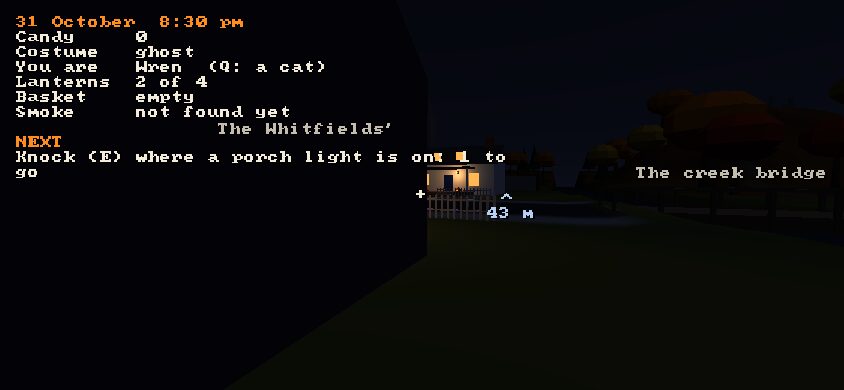 31 October 8:30 pm
Candy 0
Costume ghost
You are Wren (Q: a cat)
Lanterns 2 of 4
Basket empty
Smoke not found yet
The Whitfields'
NEXT
Knock (E) where a porch light is on: 1 to
go
The creek bridge
43 m